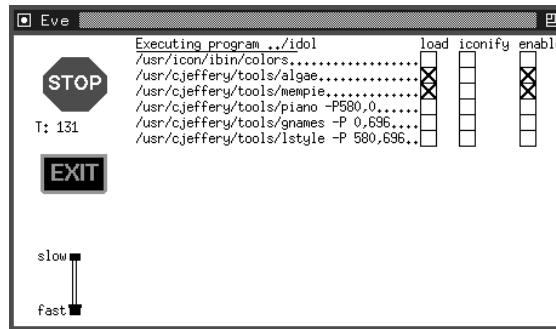 Eve
Executing program ../idol load iconify enable
/usr/icon/ibin/colors..................
/usr/cjeffery/tools/algae..............
/usr/cjeffery/tools/mempie.............
/usr/cjeffery/tools/piano -P580,0......
/usr/cjeffery/tools/gnames -P 0,696....
/usr/cjeffery/tools/lstyle -P 580,696..
STOP
T: 131
EXIT
slow
fast